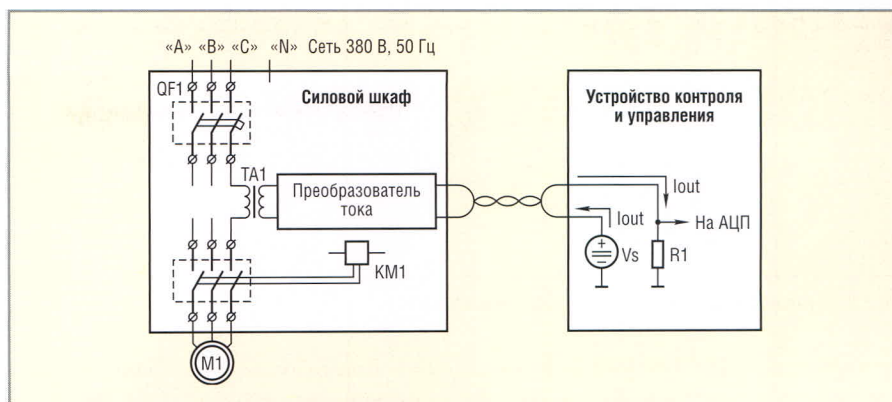 «A» «B» «C» «N» Сеть 380 В, 50 Гц
QF1
Силовой шкаф
Устройство контроля
и управления
TA1
Преобразователь
тока
Iout
Iout
На АЦП
Vs
R1
KM1
M1